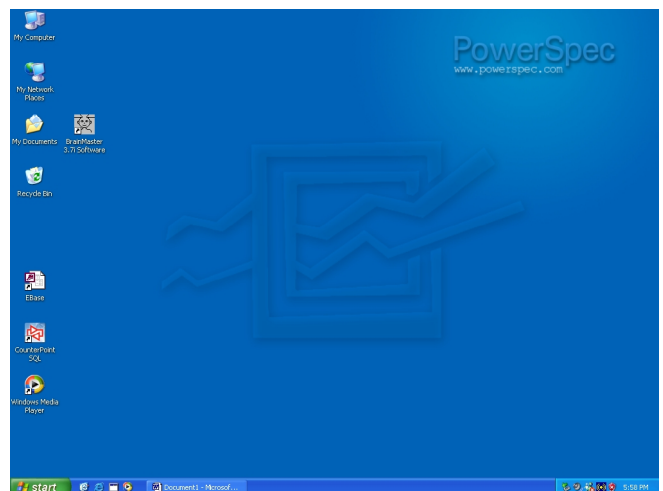 My Computer
PowerSpec
www.powerspec.com
My Network
Places
My Documents
BrainMaster
3.7i Software
Recycle Bin
EBase
CounterPoint
SQL
Windows Media
Player
start
Document1 - Microsof...
5:58 PM